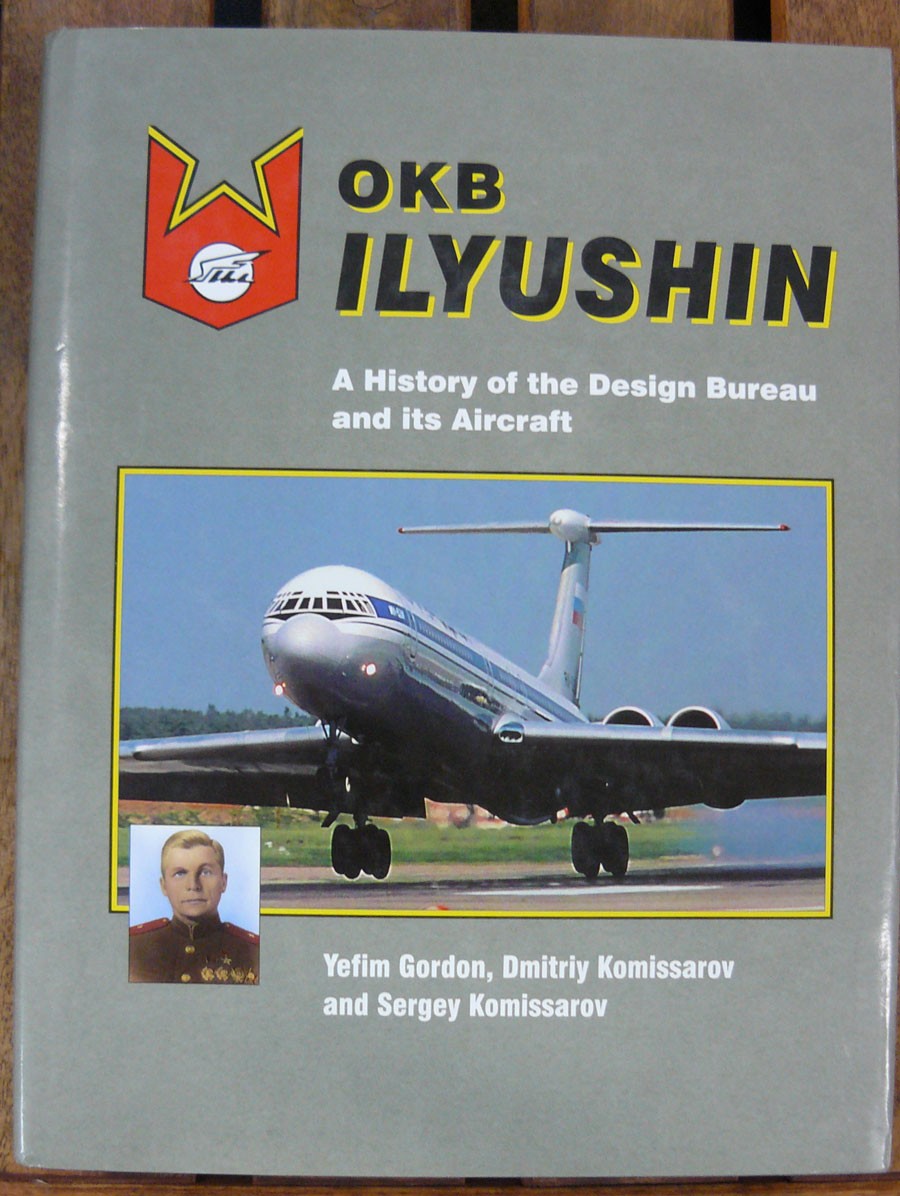 OKB
ILYUSHIN
A History of the Design Bureau
and its Aircraft
Yefim Gordon, Dmitriy Komissarov
and Sergey Komissarov